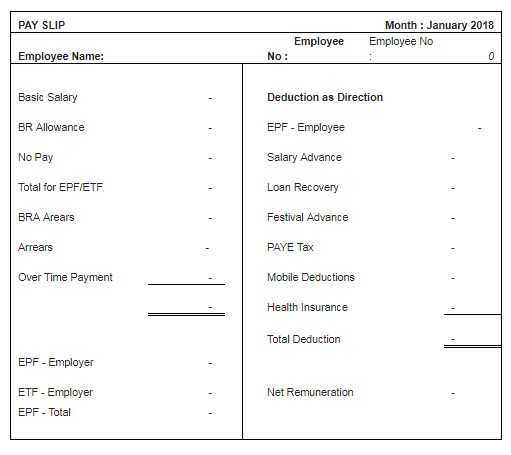 PAY SLIP Month : January 2018
Employee Employee No
Employee Name: No : : 0
Basic Salary - Deduction as Direction
BR Allowance - EPF - Employee -
No Pay - Salary Advance -
Total for EPF/ETF - Loan Recovery -
BRA Arears - Festival Advance -
Arrears - PAYE Tax -
Over Time Payment - Mobile Deductions -
- Health Insurance -
Total Deduction -
EPF - Employer -
ETF - Employer - Net Remuneration -
EPF - Total -